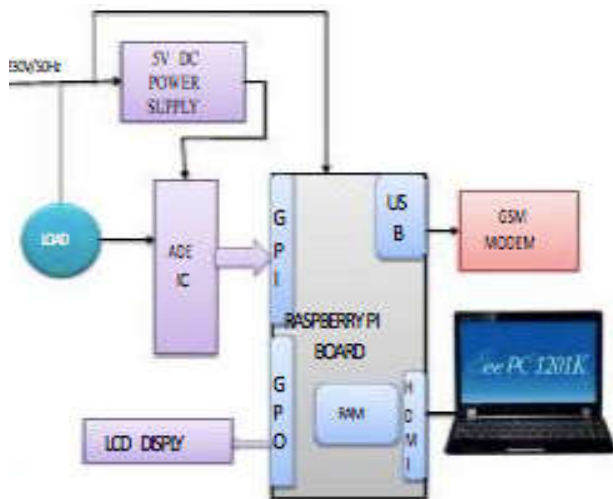 230V/50Hz
5V DC
POWER
SUPPLY
LOAD
ADE
IC
G
P
I
US
B
GSM
MODEM
RASPBERRY PI
BOARD
G
P
O
RAM
H
D
M
I
LCD DISPLY
Eee PC 1201K